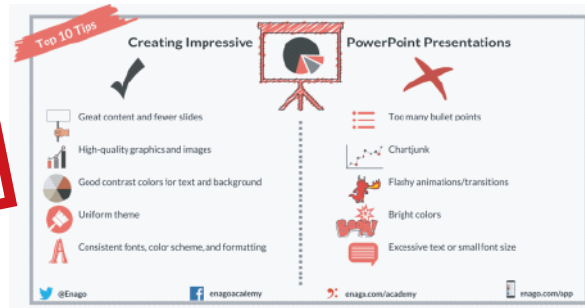 Top 10 Tips
Creating Impressive PowerPoint Presentations
Great content and fewer slides
High-quality graphics and images
Good contrast colors for text and background
Uniform theme
Consistent fonts, color scheme, and formatting
Too many bullet points
Chartjunk
Flashy animations/transitions
Bright colors
Excessive text or small font size
@Enago
enagoacademy
enago.com/academy
enago.com/app